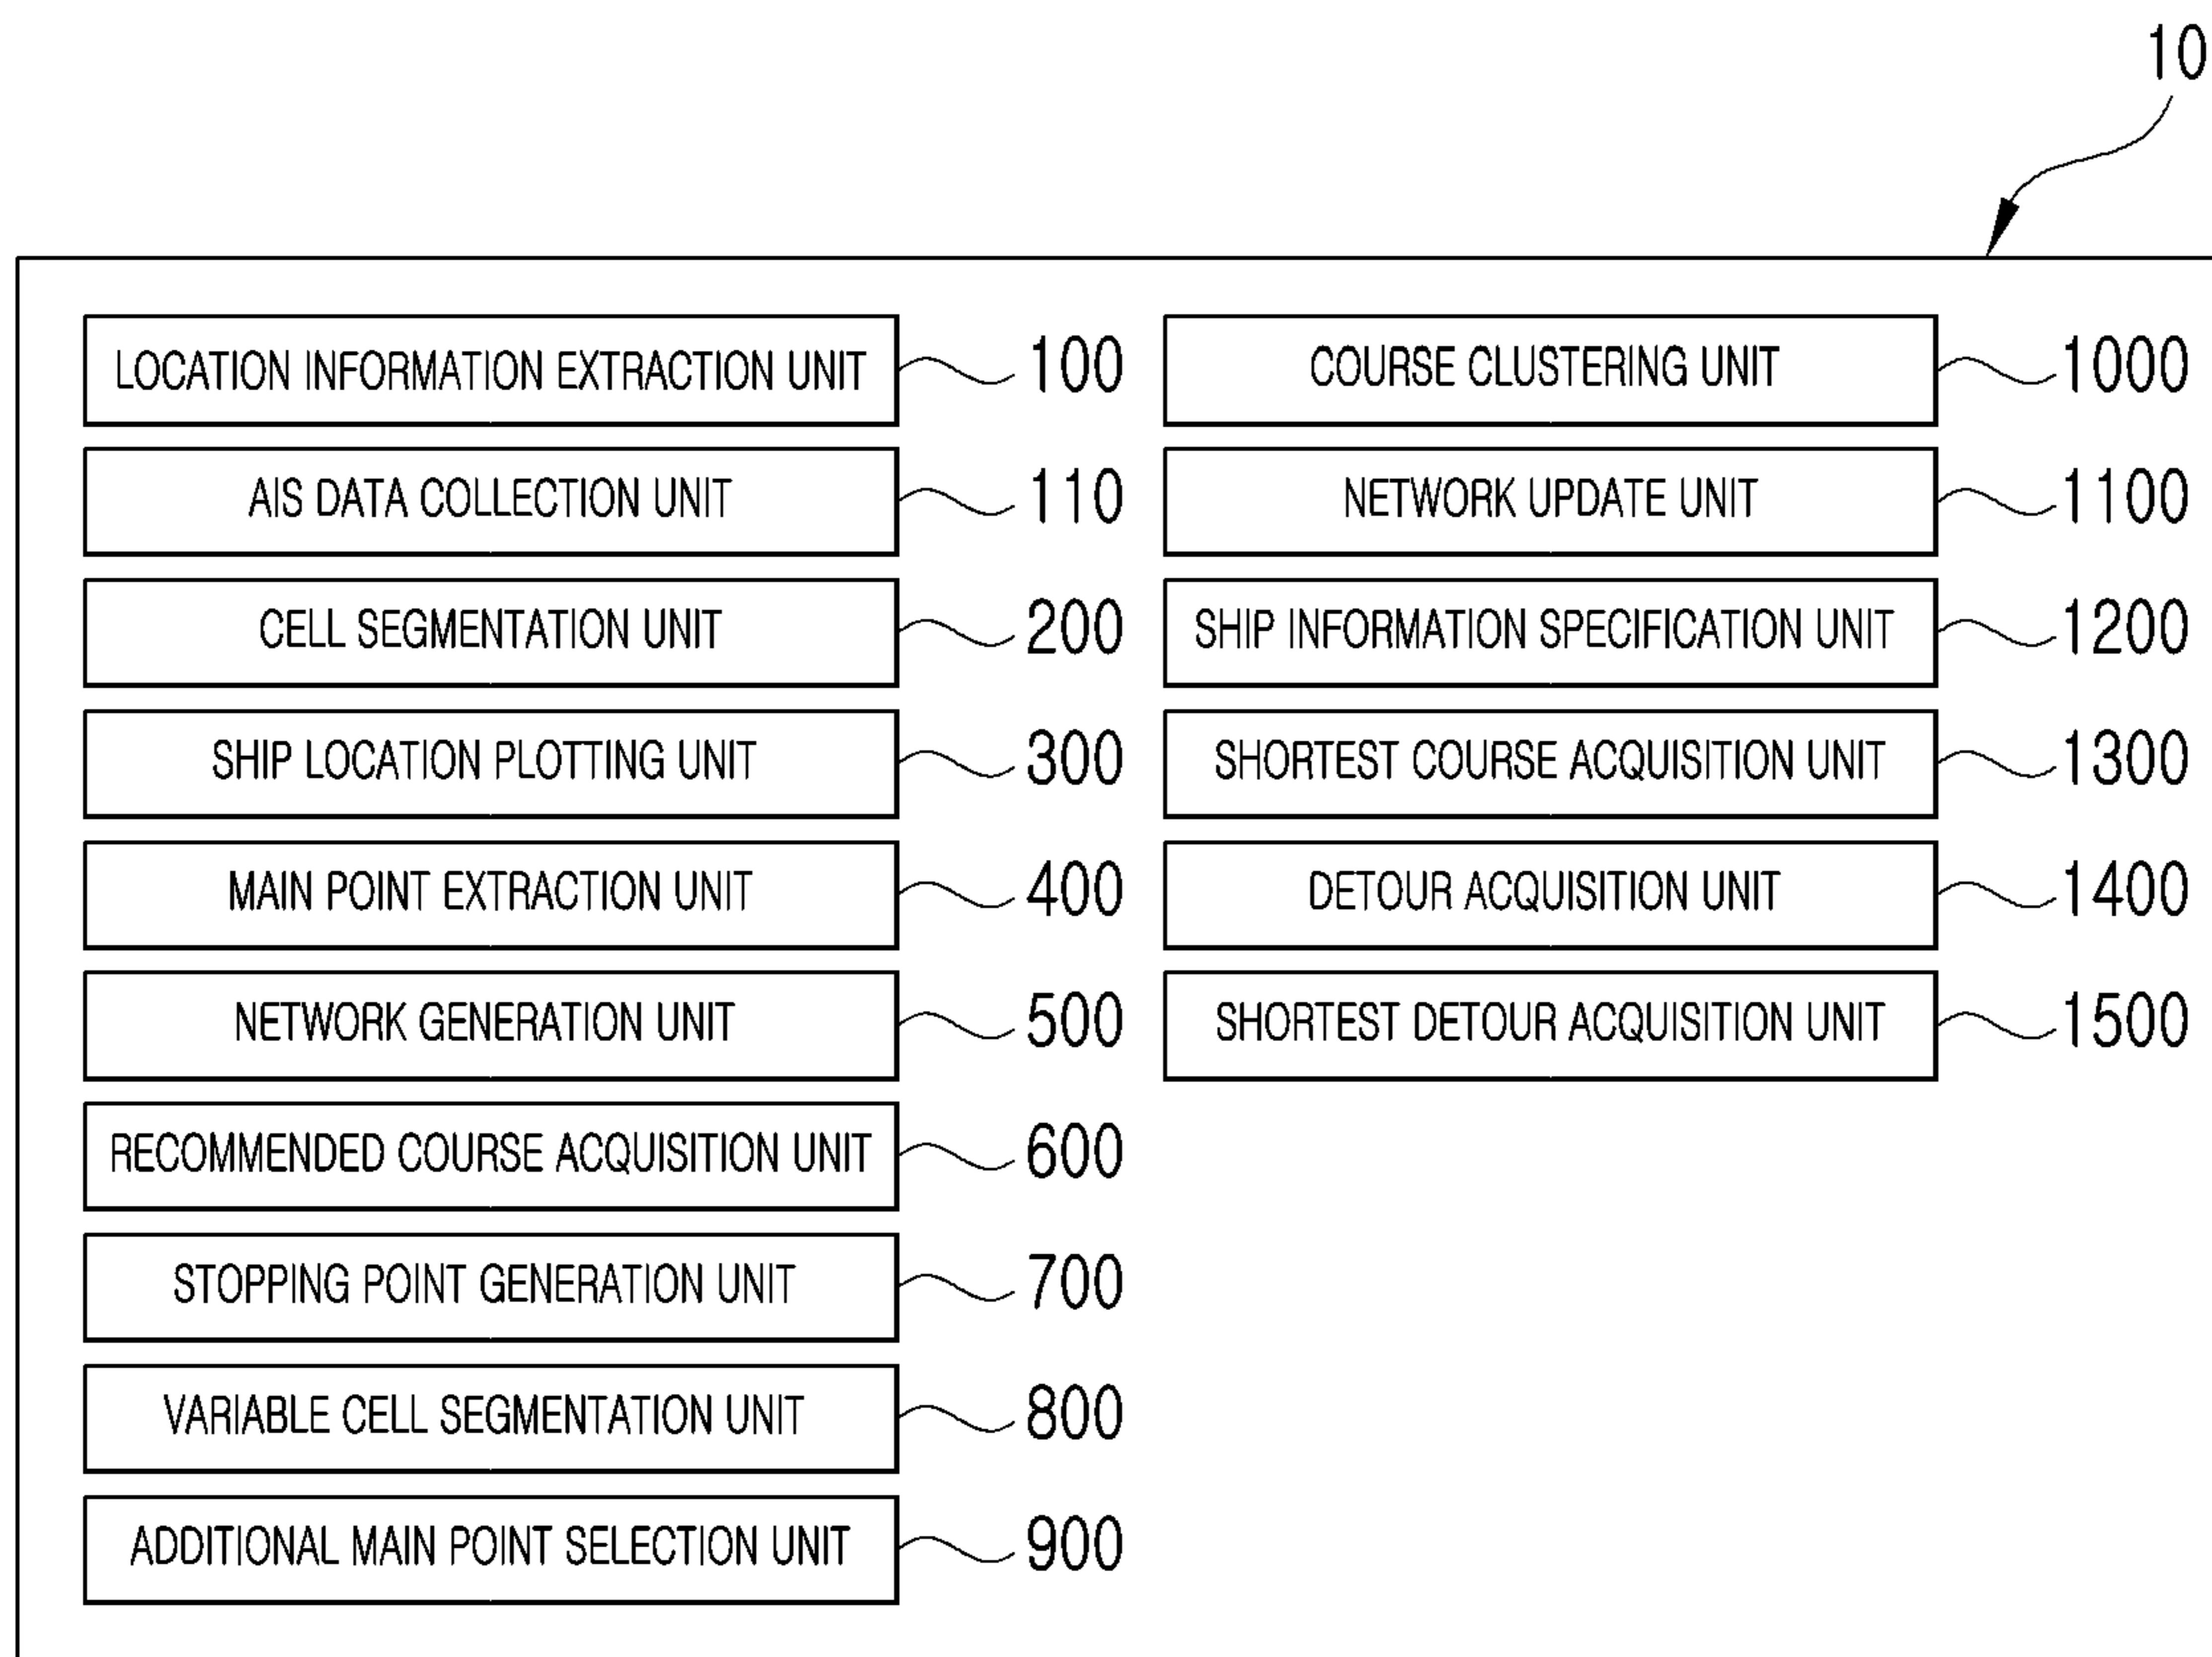 10
LOCATION INFORMATION EXTRACTION UNIT 100
AIS DATA COLLECTION UNIT 110
CELL SEGMENTATION UNIT 200
SHIP LOCATION PLOTTING UNIT 300
MAIN POINT EXTRACTION UNIT 400
NETWORK GENERATION UNIT 500
RECOMMENDED COURSE ACQUISITION UNIT 600
STOPPING POINT GENERATION UNIT 700
VARIABLE CELL SEGMENTATION UNIT 800
ADDITIONAL MAIN POINT SELECTION UNIT 900
COURSE CLUSTERING UNIT 1000
NETWORK UPDATE UNIT 1100
SHIP INFORMATION SPECIFICATION UNIT 1200
SHORTEST COURSE ACQUISITION UNIT 1300
DETOUR ACQUISITION UNIT 1400
SHORTEST DETOUR ACQUISITION UNIT 1500